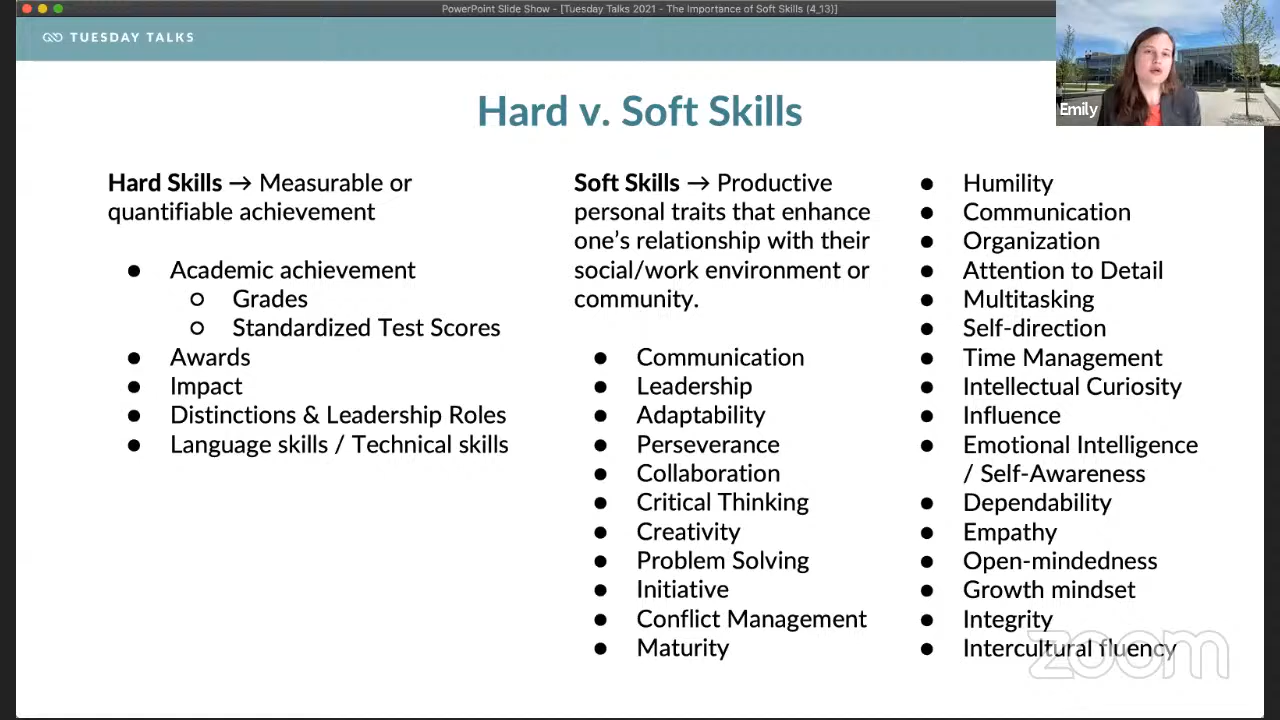 PowerPoint Slide Show - [Tuesday Talks 2021 - The Importance of Soft Skills (4_13)]
TUESDAY TALKS
Emily
Hard v. Soft Skills
Hard Skills → Measurable or
quantifiable achievement
● Academic achievement
○ Grades
○ Standardized Test Scores
● Awards
● Impact
● Distinctions & Leadership Roles
● Language skills / Technical skills
Soft Skills → Productive
personal traits that enhance
one’s relationship with their
social/work environment or
community.
● Communication
● Leadership
● Adaptability
● Perseverance
● Collaboration
● Critical Thinking
● Creativity
● Problem Solving
● Initiative
● Conflict Management
● Maturity
● Humility
● Communication
● Organization
● Attention to Detail
● Multitasking
● Self-direction
● Time Management
● Intellectual Curiosity
● Influence
● Emotional Intelligence
/ Self-Awareness
● Dependability
● Empathy
● Open-mindedness
● Growth mindset
● Integrity
● Intercultural fluency
zoom